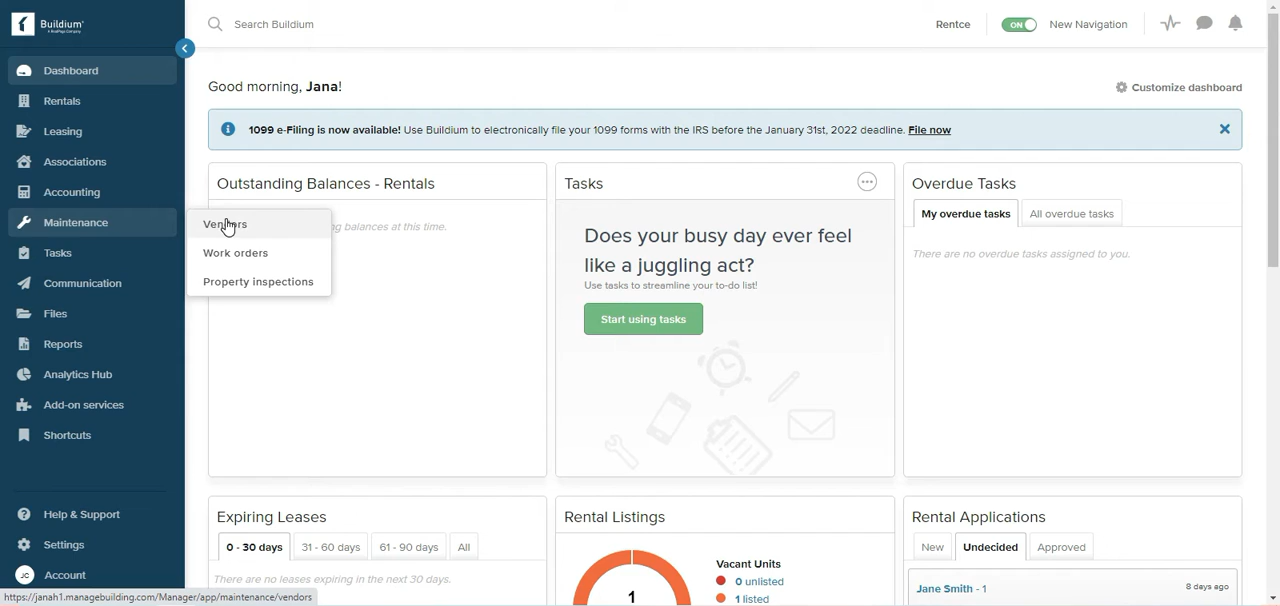 Buildium
A RealPage Company
Search Buildium
Rentce
ON
New Navigation
Dashboard
Rentals
Leasing
Associations
Accounting
Maintenance
Tasks
Communication
Files
Reports
Analytics Hub
Add-on services
Shortcuts
Help & Support
Settings
JC
Account
Vendors
Work orders
Property inspections
Good morning, Jana!
Customize dashboard
1099 e-Filing is now available! Use Buildium to electronically file your 1099 forms with the IRS before the January 31st, 2022 deadline. File now
Outstanding Balances - Rentals
balances at this time.
Tasks
Does your busy day ever feel
like a juggling act?
Use tasks to streamline your to-do list!
Start using tasks
Overdue Tasks
My overdue tasks
All overdue tasks
There are no overdue tasks assigned to you.
Expiring Leases
0 - 30 days
31 - 60 days
61 - 90 days
All
There are no leases expiring in the next 30 days.
Rental Listings
1
Vacant Units
0 unlisted
1 listed
Rental Applications
New
Undecided
Approved
Jane Smith - 1
8 days ago
https://janah1.managebuilding.com/Manager/app/maintenance/vendors